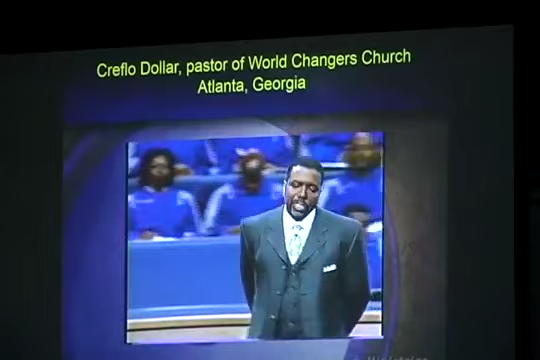 Creflo Dollar, pastor of World Changers Church
Atlanta, Georgia